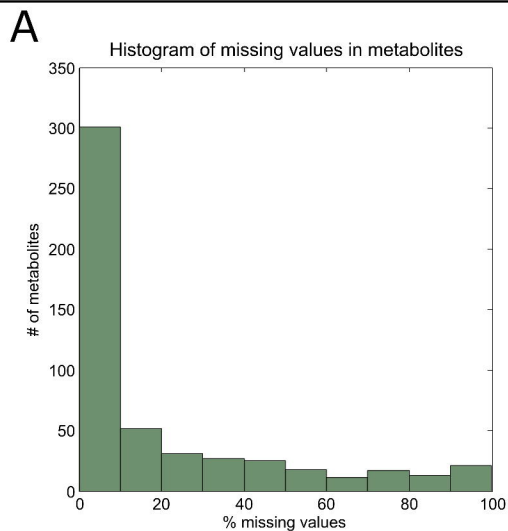 A
Histogram of missing values in metabolites
350
300
250
200
150
100
50
0
# of metabolites
0 20 40 60 80 100
% missing values